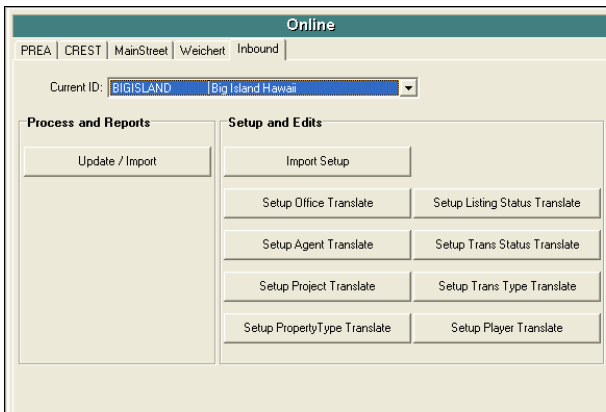 Online
PREA CREST MainStreet Weichert Inbound
Current ID: BIGISLAND Big Island Hawaii
Process and Reports Setup and Edits
Update / Import Import Setup
Setup Office Translate Setup Listing Status Translate
Setup Agent Translate Setup Trans Status Translate
Setup Project Translate Setup Trans Type Translate
Setup PropertyType Translate Setup Player Translate